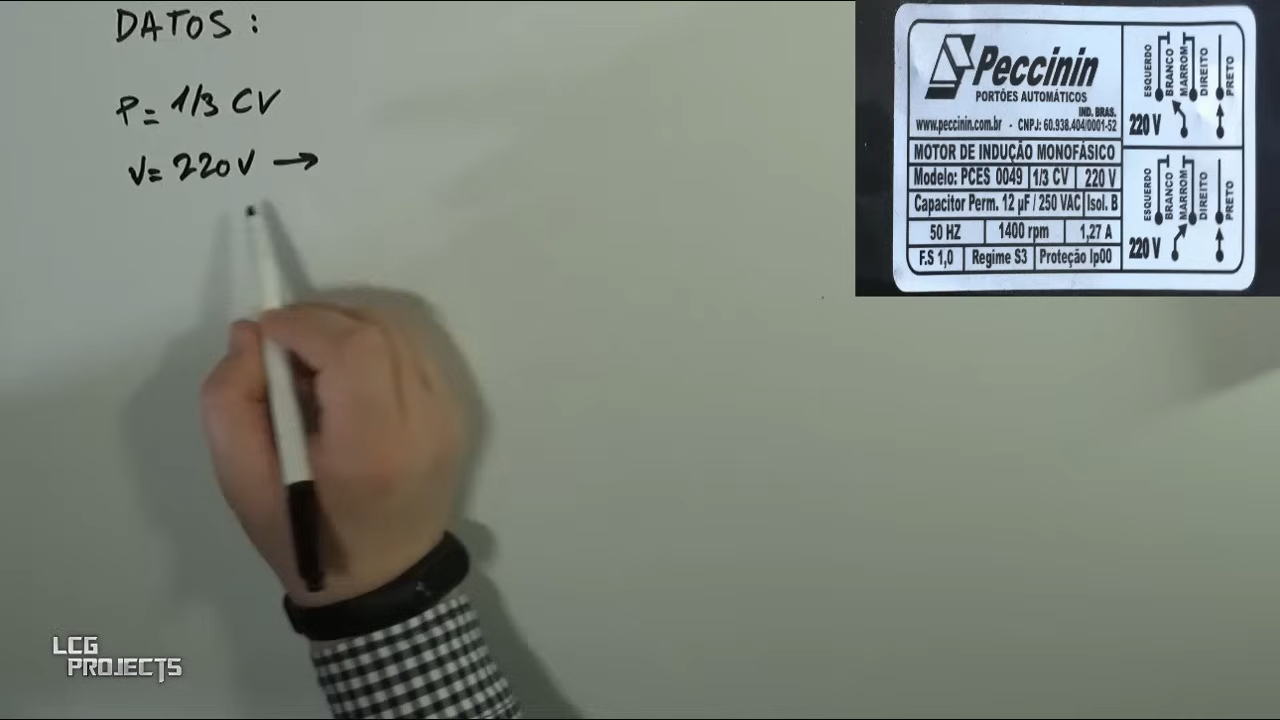 DATOS:
P = 1/3 CV
V = 220V →
Peccinin
PORTÕES AUTOMÁTICOS
IND. BRAS.
www.peccinin.com.br - CNPJ: 60.938.404/0001-52
MOTOR DE INDUÇÃO MONOFÁSICO
Modelo: PCES 0049 1/3 CV 220 V
Capacitor Perm. 12 µF / 250 VAC Isol. B
50 HZ 1400 rpm 1,27 A
F.S 1,0 Regime S3 Proteção Ip00
ESQUERDO
BRANCO
MARROM
DIREITO
PRETO
220 V
ESQUERDO
BRANCO
MARROM
DIREITO
PRETO
220 V
LCG
PROJECTS